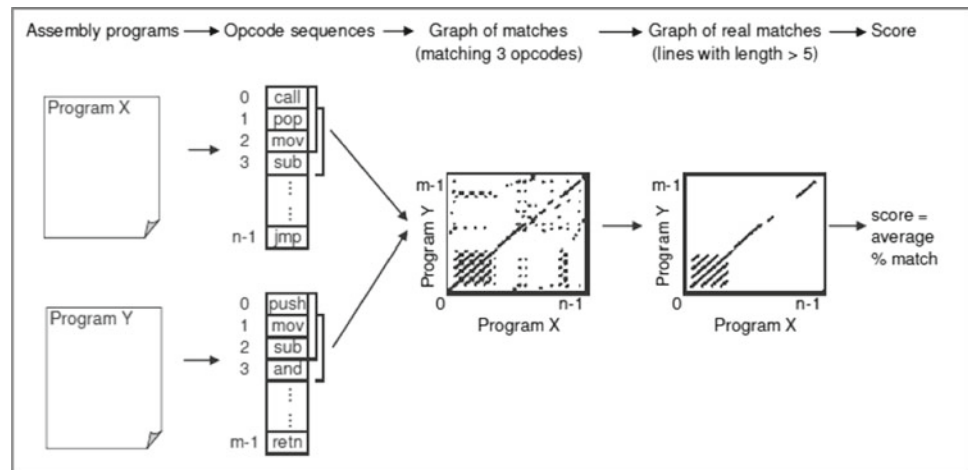 Assembly programs Opcode sequences Graph of matches Graph of real matches Score
(matching 3 opcodes) (lines with length > 5)
Program X
0 call
1 pop
2 mov
3 sub
n-1 jmp
Program Y
0 push
1 mov
2 sub
3 and
m-1 retn
m-1
Program Y
0 n-1
Program X
m-1
Program Y
0 n-1
Program X
score =
average
% match